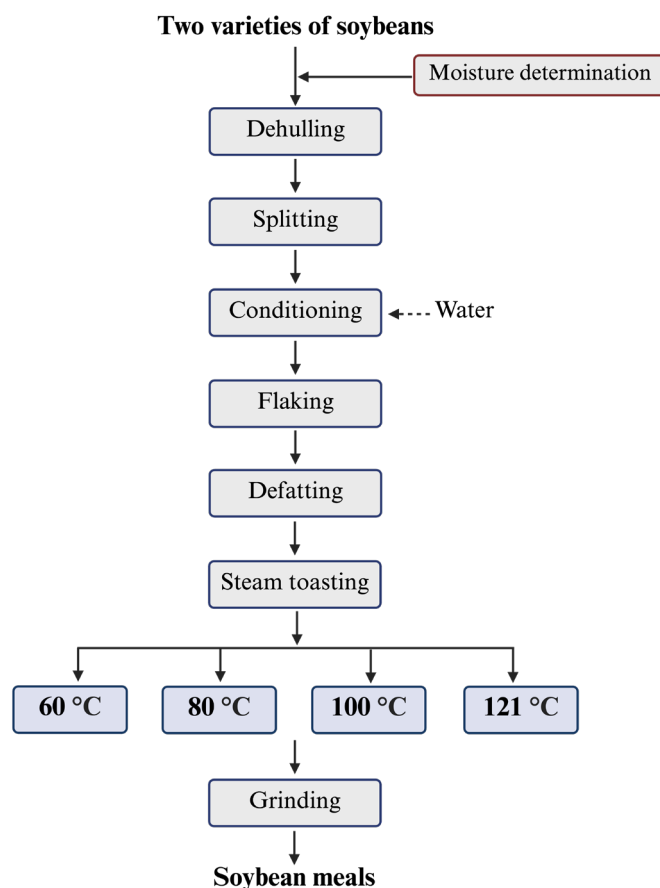 Two varieties of soybeans
Moisture determination
Dehulling
Splitting
Conditioning
Water
Flaking
Defatting
Steam toasting
60 °C
80 °C
100 °C
121 °C
Grinding
Soybean meals